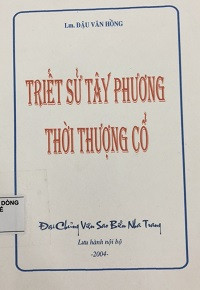 Lm. ĐẬU VĂN HỒNG
TRIẾT SỬ TÂY PHƯƠNG
THỜI THƯỢNG CỔ
DÒNG
Đại Chủng Viện Sao Biển Nha Trang
Lưu hành nội bộ
-2004-